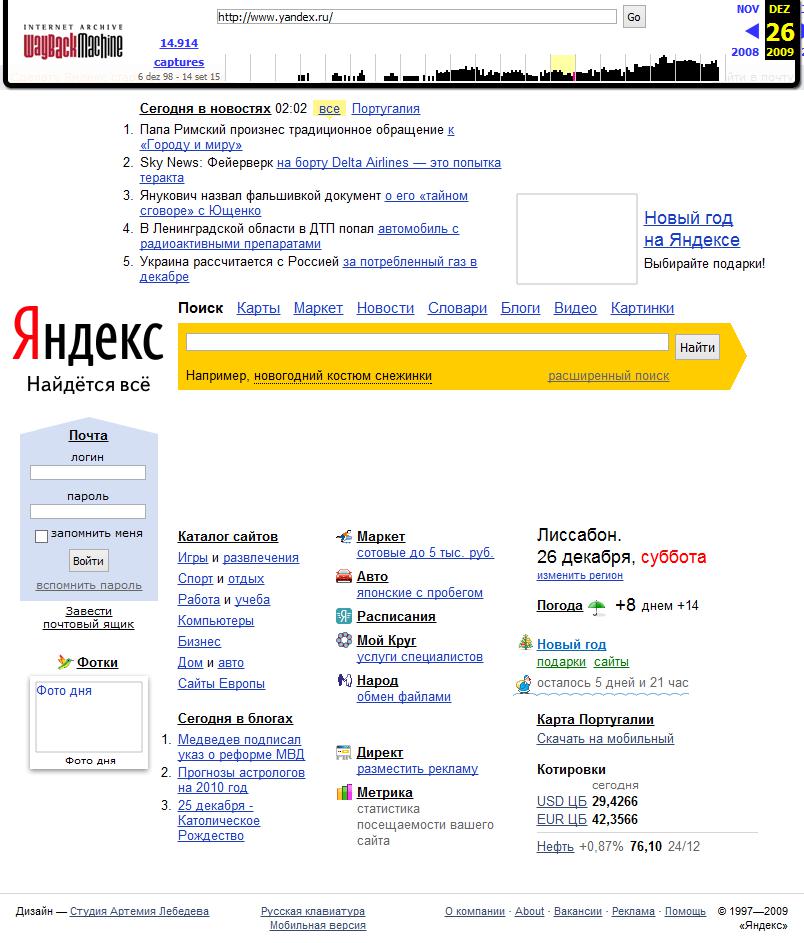 INTERNET ARCHIVE
WayBackMachine
http://www.yandex.ru/
Go
14.914
captures
6 dez 98 - 14 set 15
NOV
DEZ
26
2008
2009
Сегодня в новостях 02:02 все Португалия
1. Папа Римский произнес традиционное обращение к
«Городу и миру»
2. Sky News: Фейерверк на борту Delta Airlines — это попытка
теракта
3. Янукович назвал фальшивкой документ о его «тайном
сговоре» с Ющенко
4. В Ленинградской области в ДТП попал автомобиль с
радиоактивными препаратами
5. Украина рассчитается с Россией за потребленный газ в
декабре
Новый год
на Яндексе
Выбирайте подарки!
Яндекс
Найдётся всё
Поиск Карты Маркет Новости Словари Блоги Видео Картинки
Найти
Например, новогодний костюм снежинки
расширенный поиск
Почта
логин
пароль
запомнить меня
Войти
вспомнить пароль
Завести
почтовый ящик
Фотки
Фото дня
Фото дня
Каталог сайтов
Игры и развлечения
Спорт и отдых
Работа и учеба
Компьютеры
Бизнес
Дом и авто
Сайты Европы
Сегодня в блогах
1. Медведев подписал
указ о реформе МВД
2. Прогнозы астрологов
на 2010 год
3. 25 декабря -
Католическое
Рождество
Маркет
сотовые до 5 тыс. руб.
Авто
японские с пробегом
Расписания
Мой Круг
услуги специалистов
Народ
обмен файлами
Директ
разместить рекламу
Метрика
статистика
посещаемости вашего
сайта
Лиссабон.
26 декабря, суббота
изменить регион
Погода +8 днем +14
Новый год
подарки сайты
осталось 5 дней и 21 час
Карта Португалии
Скачать на мобильный
Котировки
сегодня
USD ЦБ 29,4266
EUR ЦБ 42,3566
Нефть +0,87% 76,10 24/12
Дизайн — Студия Артемия Лебедева
Русская клавиатура
Мобильная версия
О компании · About · Вакансии · Реклама · Помощь
© 1997—2009
«Яндекс»